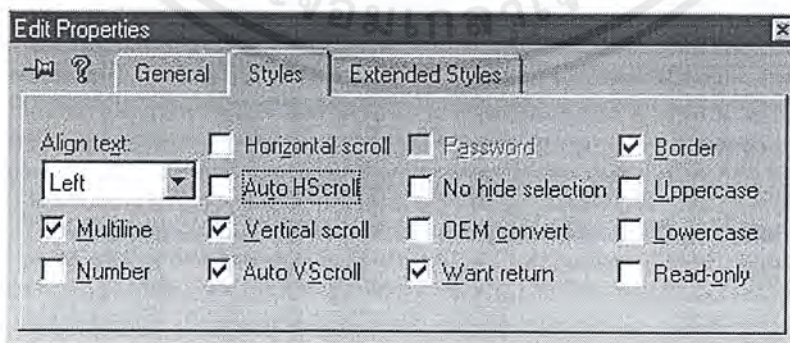 Edit Properties
General Styles Extended Styles
Align text: Horizontal scroll Password Border
Left Auto HScroll No hide selection Uppercase
Multiline Vertical scroll OEM convert Lowercase
Number Auto VScroll Want return Read-only